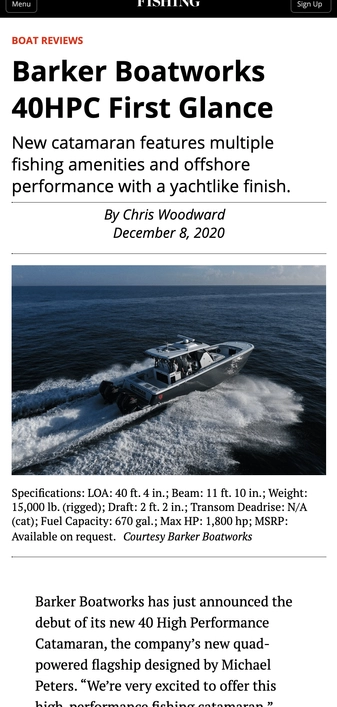 Menu
FISHING
Sign Up
BOAT REVIEWS
Barker Boatworks
40HPC First Glance
New catamaran features multiple
fishing amenities and offshore
performance with a yachtlike finish.
By Chris Woodward
December 8, 2020
Specifications: LOA: 40 ft. 4 in.; Beam: 11 ft. 10 in.; Weight:
15,000 lb. (rigged); Draft: 2 ft. 2 in.; Transom Deadrise: N/A
(cat); Fuel Capacity: 670 gal.; Max HP: 1,800 hp; MSRP:
Available on request. Courtesy Barker Boatworks
Barker Boatworks has just announced the
debut of its new 40 High Performance
Catamaran, the company’s new quad-
powered flagship designed by Michael
Peters. “We’re very excited to offer this
high-performance fishing catamaran,”